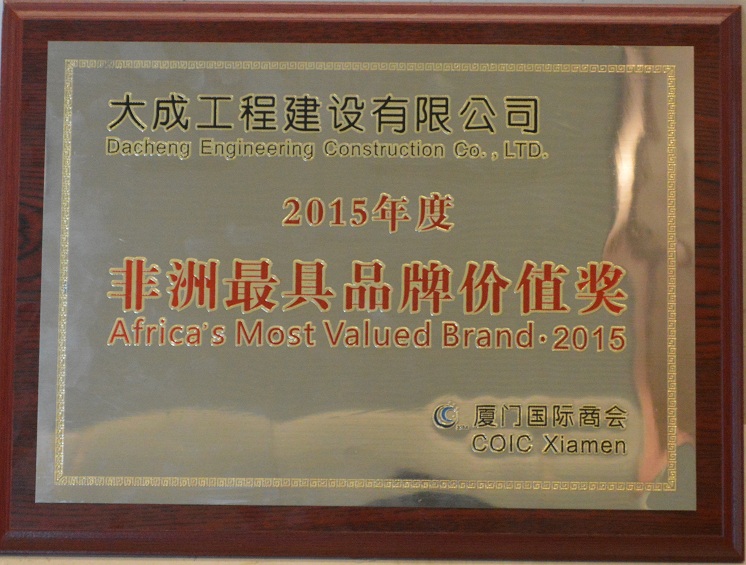 大成工程建设有限公司
Dacheng Engineering Construction Co., LTD.
2015年度
非洲最具品牌价值奖
Africa's Most Valued Brand·2015
厦门国际商会
COIC Xiamen